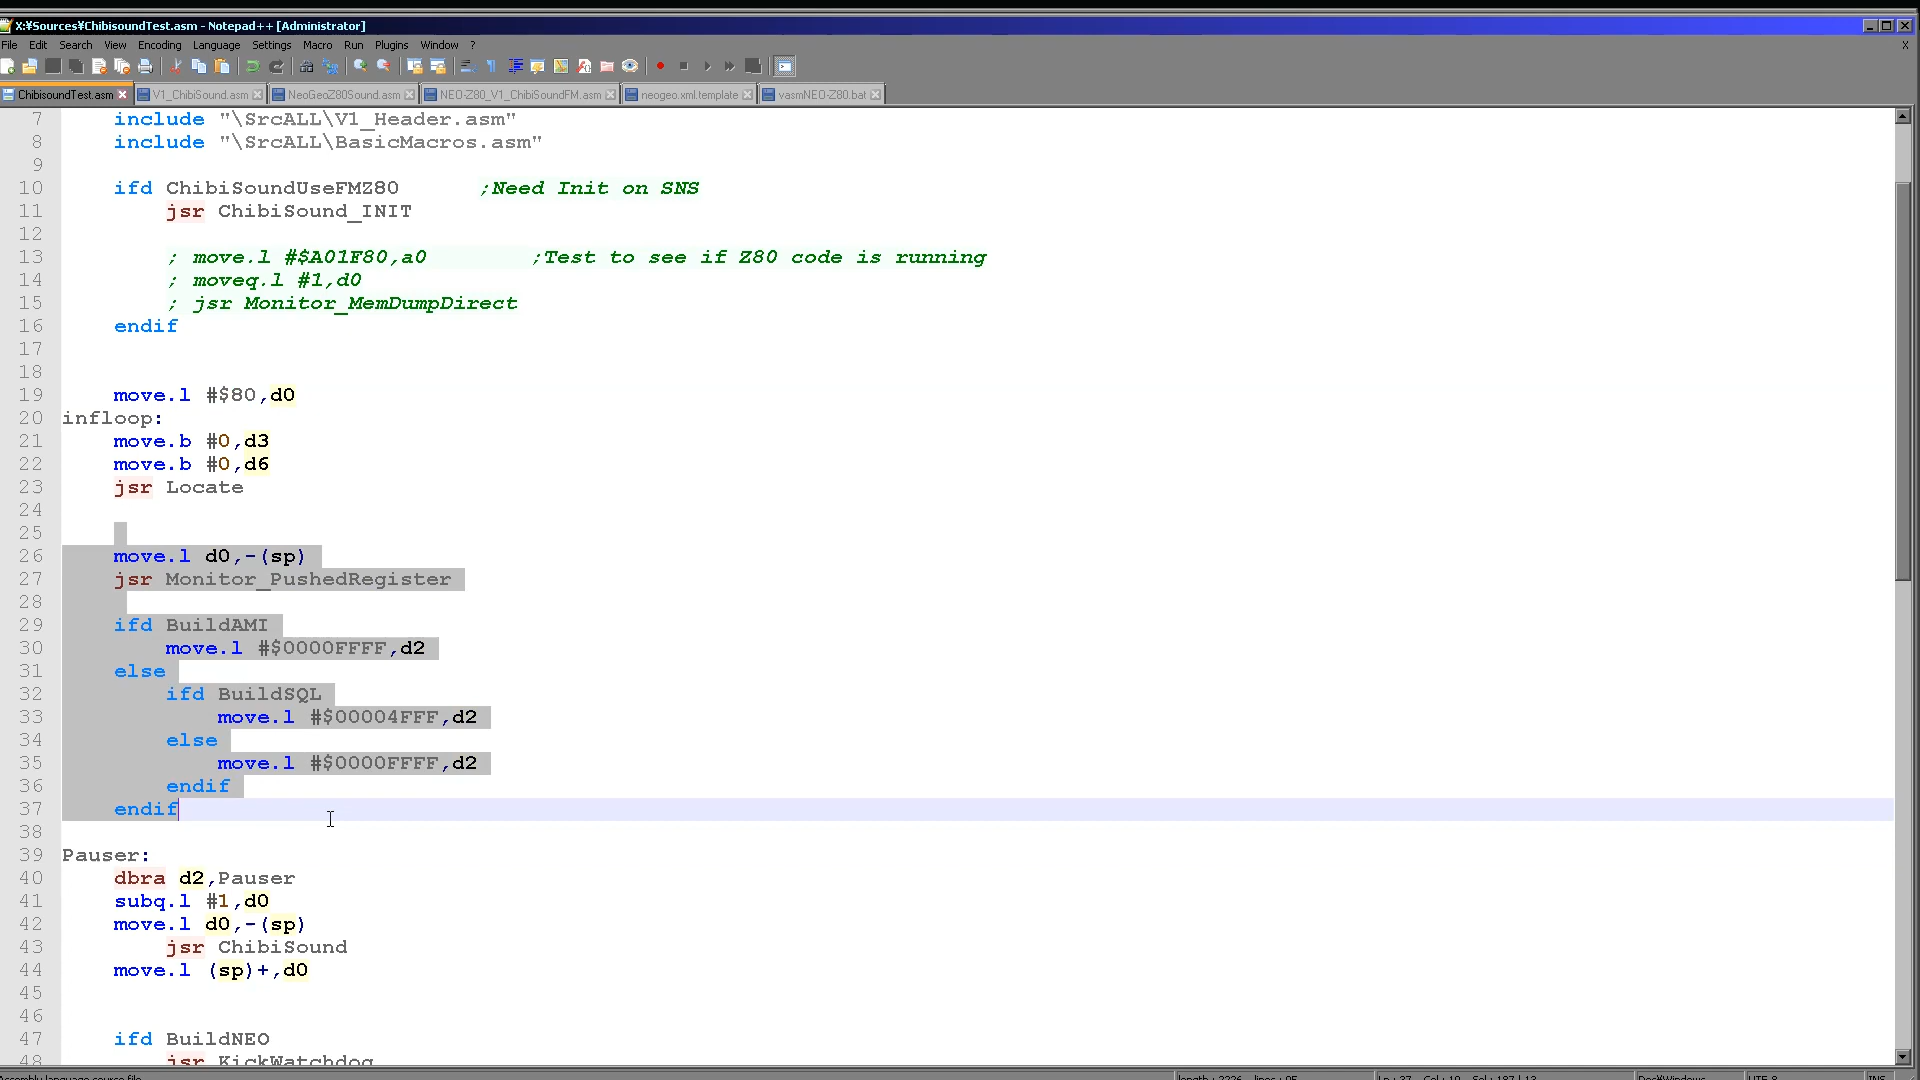 X:¥Sources¥ChibisoundTest.asm - Notepad++ [Administrator]
File Edit Search View Encoding Language Settings Macro Run Plugins Window ? X
ChibisoundTest.asm V1_ChibiSound.asm NeoGeoZ80Sound.asm NEO-Z80_V1_ChibiSoundFM.asm neogeo.xml.template vasmNEO-Z80.bat
7 include "\SrcALL\V1_Header.asm"
8 include "\SrcALL\BasicMacros.asm"
9
10 ifd ChibiSoundUseFMZ80 ;Need Init on SNS
11 jsr ChibiSound_INIT
12
13 ; move.l #$A01F80,a0 ;Test to see if Z80 code is running
14 ; moveq.l #1,d0
15 ; jsr Monitor_MemDumpDirect
16 endif
17
18
19 move.l #$80,d0
20 infloop:
21 move.b #0,d3
22 move.b #0,d6
23 jsr Locate
24
25
26 move.l d0,-(sp)
27 jsr Monitor_PushedRegister
28
29 ifd BuildAMI
30 move.l #$0000FFFF,d2
31 else
32 ifd BuildSQL
33 move.l #$00004FFF,d2
34 else
35 move.l #$0000FFFF,d2
36 endif
37 endif
38
39 Pauser:
40 dbra d2,Pauser
41 subq.l #1,d0
42 move.l d0,-(sp)
43 jsr ChibiSound
44 move.l (sp)+,d0
45
46
47 ifd BuildNEO
48 jsr KickWatchdog